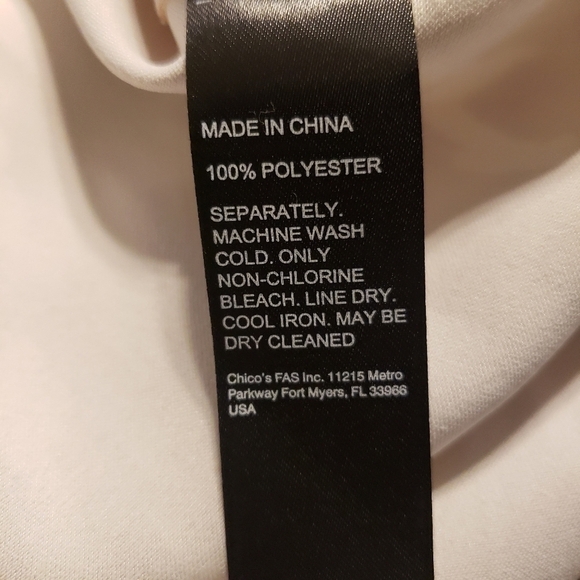 MADE IN CHINA
100% POLYESTER
SEPARATELY.
MACHINE WASH
COLD. ONLY
NON-CHLORINE
BLEACH. LINE DRY.
COOL IRON. MAY BE
DRY CLEANED
Chico's FAS Inc. 11215 Metro
Parkway Fort Myers, FL 33966
USA